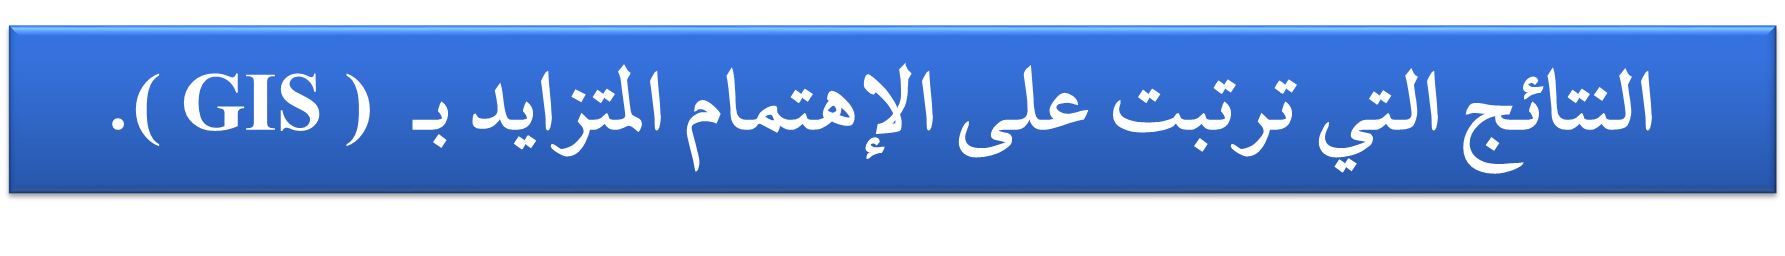 النتائج التي ترتبت على الإهتمام المتزايد بـ ( GIS ).